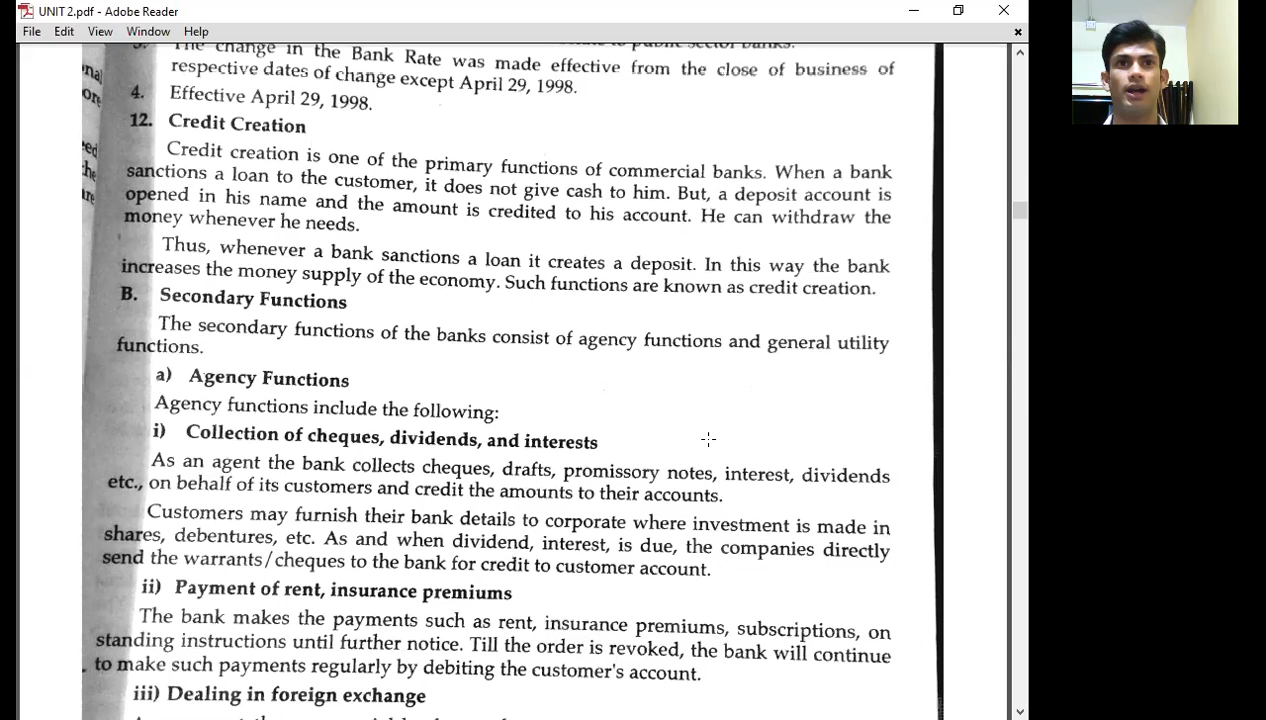 UNIT 2.pdf - Adobe Reader
File Edit View Window Help
The change in the Bank Rate was made effective from the close of business of
respective dates of change except April 29, 1998.
4. Effective April 29, 1998.
12. Credit Creation
Credit creation is one of the primary functions of commercial banks. When a bank
sanctions a loan to the customer, it does not give cash to him. But, a deposit account is
opened in his name and the amount is credited to his account. He can withdraw the
money whenever he needs.
Thus, whenever a bank sanctions a loan it creates a deposit. In this way the bank
increases the money supply of the economy. Such functions are known as credit creation.
B. Secondary Functions
The secondary functions of the banks consist of agency functions and general utility
functions.
a) Agency Functions
Agency functions include the following:
i) Collection of cheques, dividends, and interests
As an agent the bank collects cheques, drafts, promissory notes, interest, dividends
etc., on behalf of its customers and credit the amounts to their accounts.
Customers may furnish their bank details to corporate where investment is made in
shares, debentures, etc. As and when dividend, interest, is due, the companies directly
send the warrants/cheques to the bank for credit to customer account.
ii) Payment of rent, insurance premiums
The bank makes the payments such as rent, insurance premiums, subscriptions, on
standing instructions until further notice. Till the order is revoked, the bank will continue
to make such payments regularly by debiting the customer's account.
iii) Dealing in foreign exchange